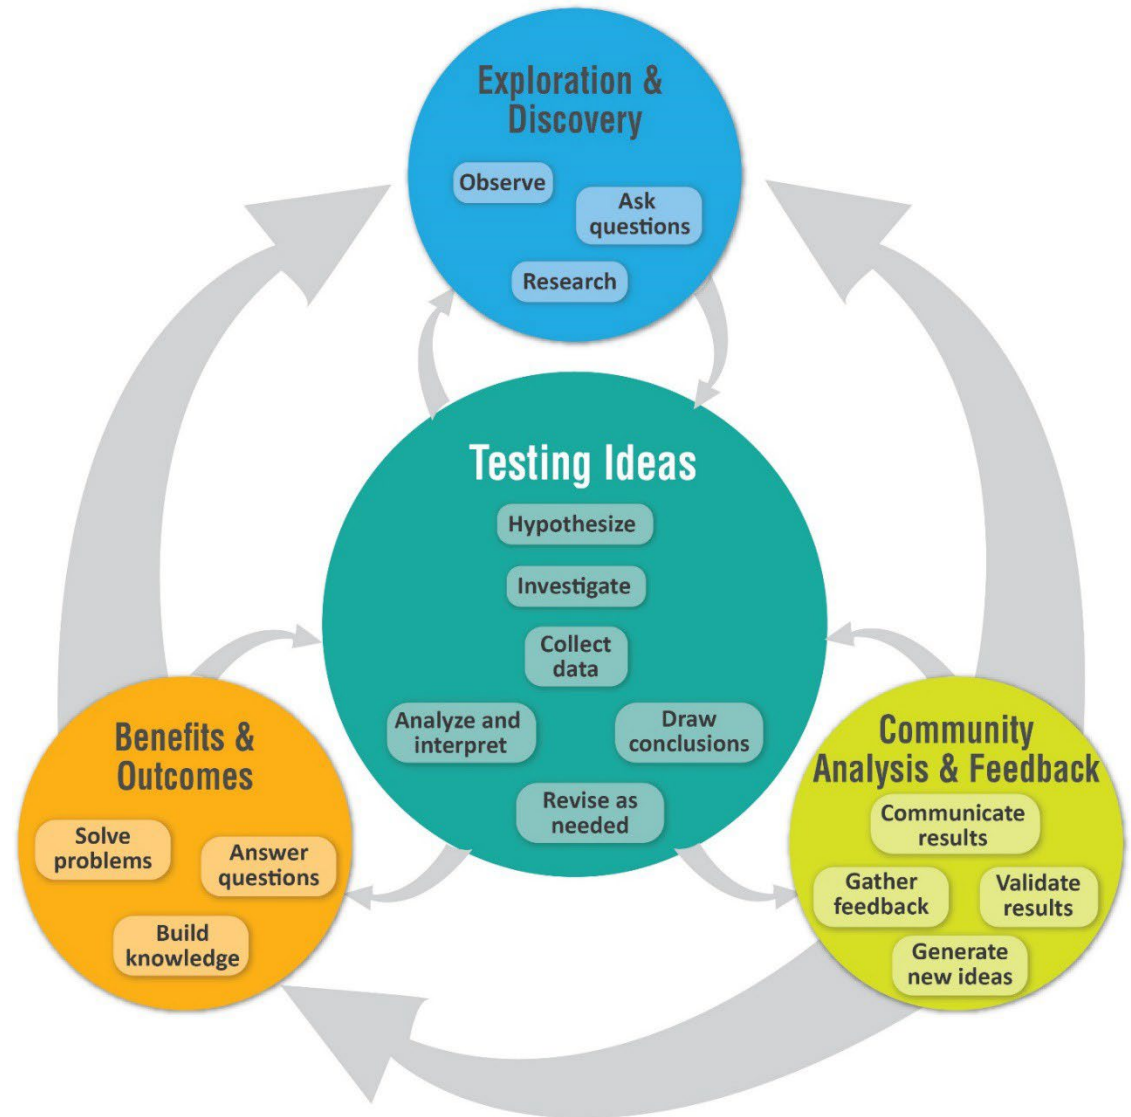 Exploration &
Discovery
Observe
Ask
questions
Research
Testing Ideas
Hypothesize
Investigate
Collect
data
Analyze and
interpret
Draw
conclusions
Revise as
needed
Benefits &
Outcomes
Solve
problems
Answer
questions
Build
knowledge
Community
Analysis & Feedback
Communicate
results
Gather
feedback
Validate
results
Generate
new ideas